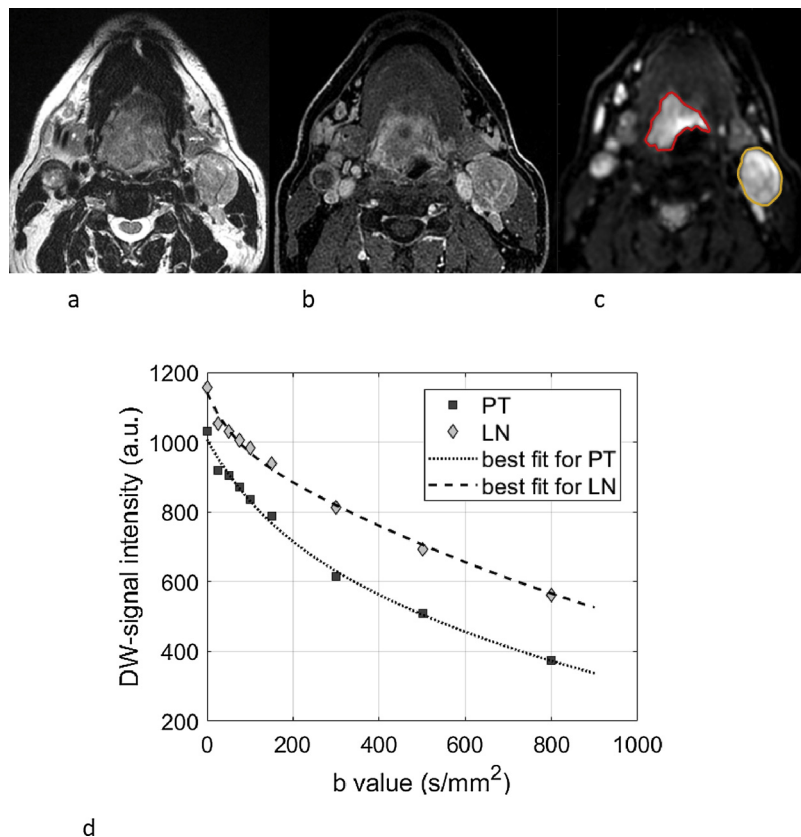 a b c
1200
1000
800
600
400
200
DW-signal intensity (a.u.)
PT
LN
best fit for PT
best fit for LN
0 200 400 600 800 1000
b value (s/mm²)
d